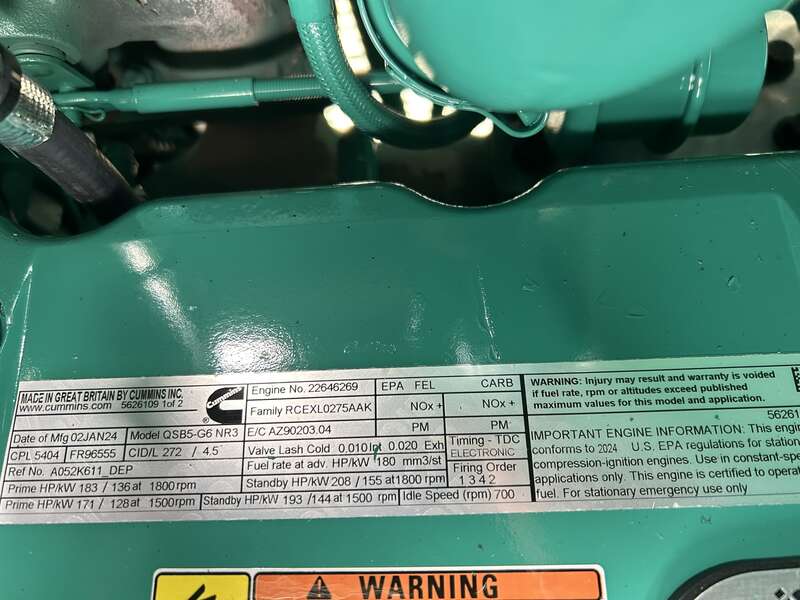 MADE IN GREAT BRITAIN BY CUMMINS INC.
www.cummins.com 5626109 1of 2
Cummins
Date of Mfg 02JAN24 Model QSB5-G6 NR3
CPL 5404 FR96555 CID/L 272 / 4.5
Ref No. A052K611_DEP
Prime HP/kW 183 / 136 at 1800 rpm
Prime HP/kW 171 / 128 at 1500rpm
Engine No. 22646269
Family RCEXL0275AAK
E/C AZ90203.04
Valve Lash Cold 0.010 Int 0.020 Exh
Fuel rate at adv. HP/kW 180 mm3/st
Standby HP/kW 208 / 155 at 1800 rpm
Standby HP/kW 193 / 144 at 1500 rpm
Idle Speed (rpm) 700
EPA FEL CARB
NOx + NOx +
PM PM
Timing - TDC
ELECTRONIC
Firing Order
1 3 4 2
WARNING: Injury may result and warranty is voided
if fuel rate, rpm or altitudes exceed published
maximum values for this model and application.
5626
IMPORTANT ENGINE INFORMATION: This engin
conforms to 2024 U.S. EPA regulations for station
compression-ignition engines. Use in constant-spe
applications only. This engine is certified to operat
fuel. For stationary emergency use only
WARNING